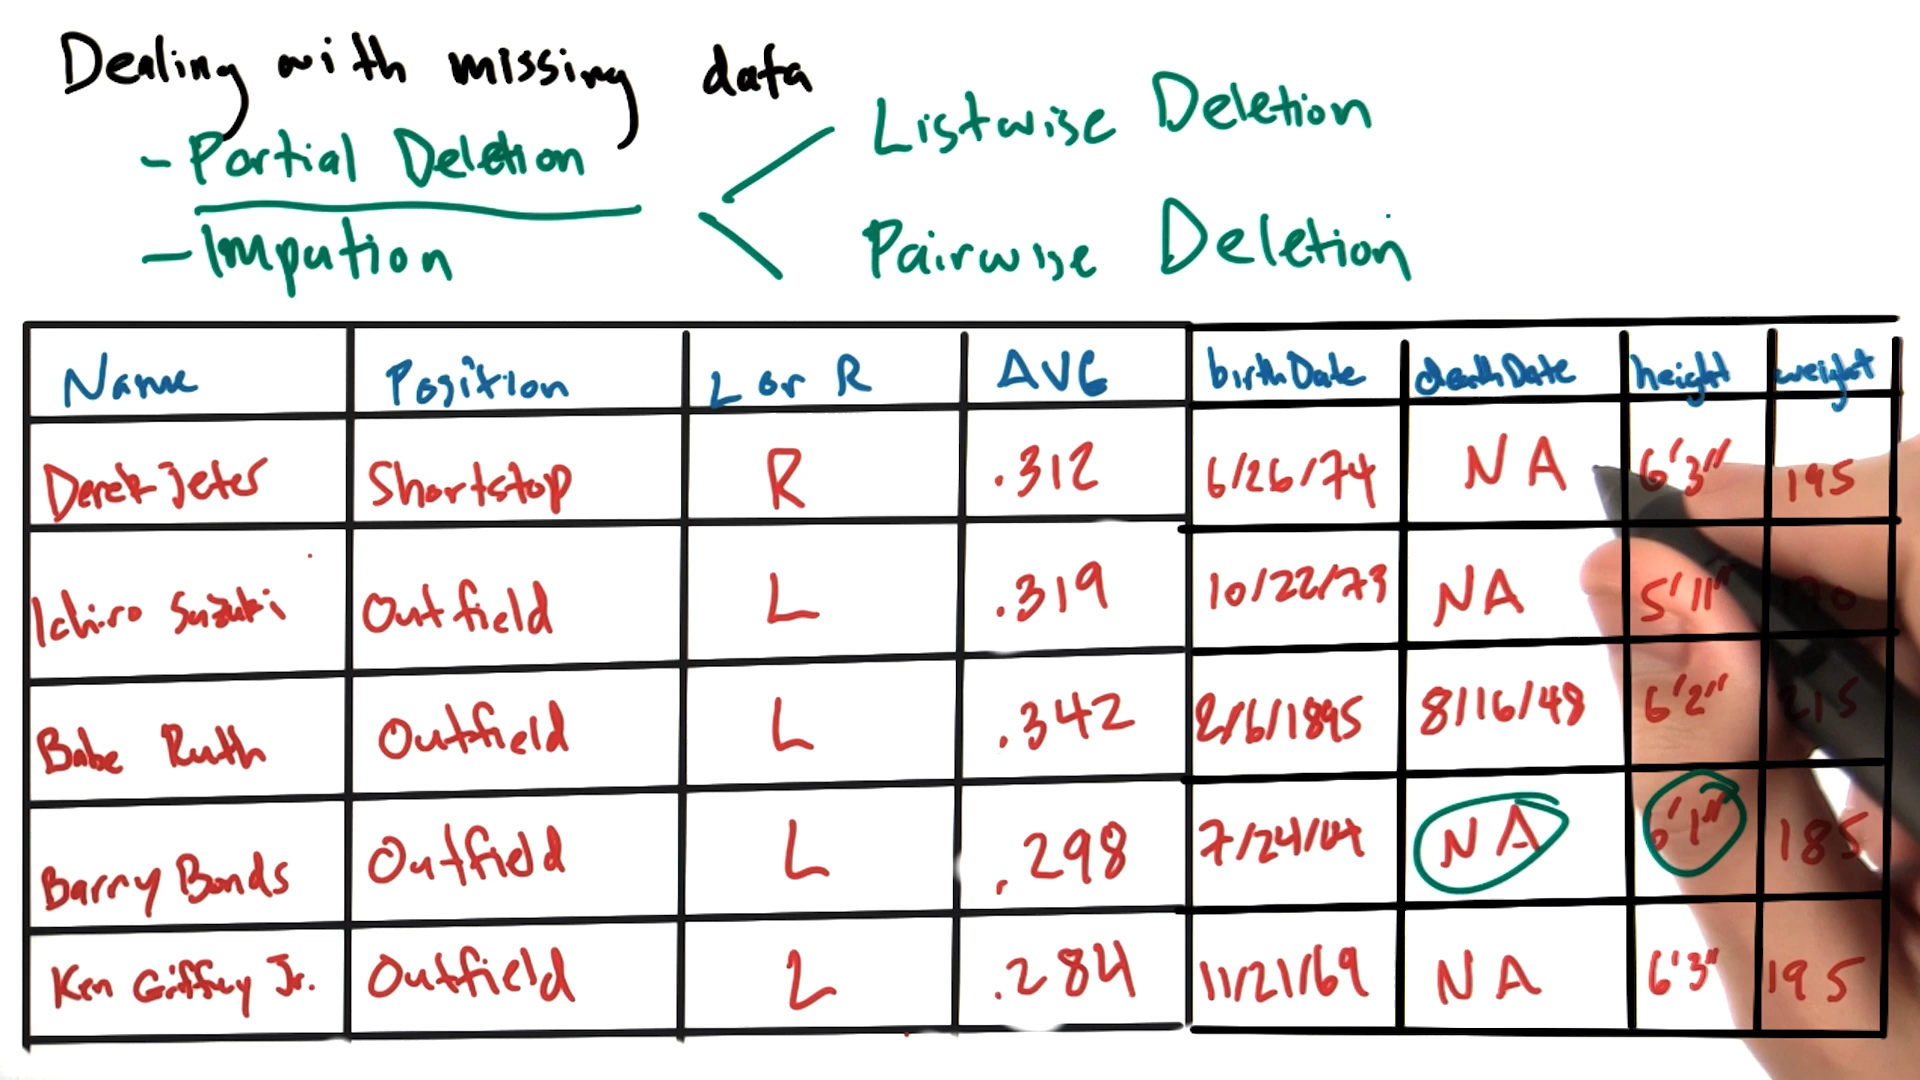 Dealing with missing data
- Partial Deletion
- Impution
Listwise Deletion
Pairwise Deletion
Name Position L or R AVG birthDate deathDate height weight
Derek Jeter Shortstop R .312 6/26/74 NA 6'3" 195
Ichiro Suzuki Outfield L .319 10/22/73 NA 5'11"
Babe Ruth Outfield L .342 2/6/1895 8/16/48 6'2" 215
Barry Bonds Outfield L .298 7/24/64 NA 6'1" 185
Ken Griffey Jr. Outfield L .284 11/21/69 NA 6'3" 195